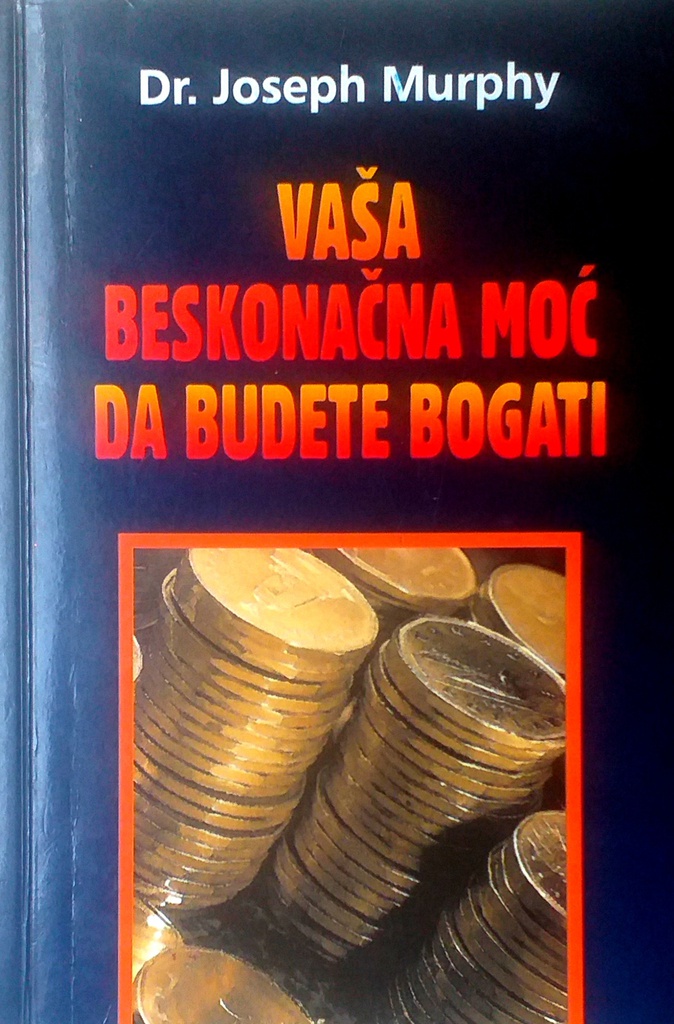 Dr. Joseph Murphy
VAŠA
BESKONAČNA MOĆ
DA BUDETE BOGATI